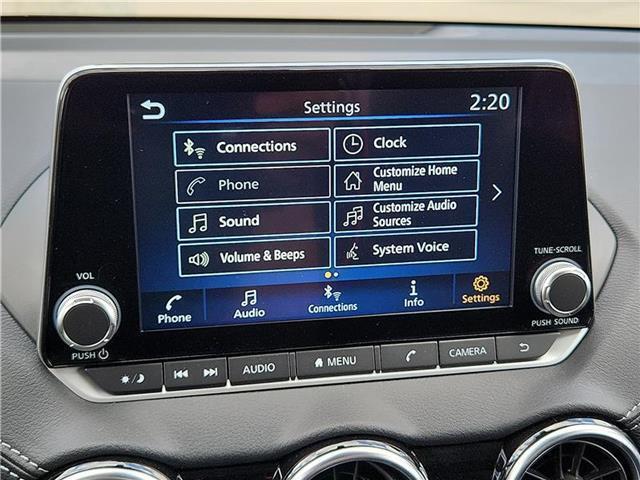 Settings
2:20
Connections
Clock
Phone
Customize Home
Menu
Sound
Customize Audio
Sources
Volume & Beeps
System Voice
Phone
Audio
Connections
i
Info
Settings
VOL
PUSH
TUNE·SCROLL
PUSH SOUND
AUDIO
MENU
CAMERA